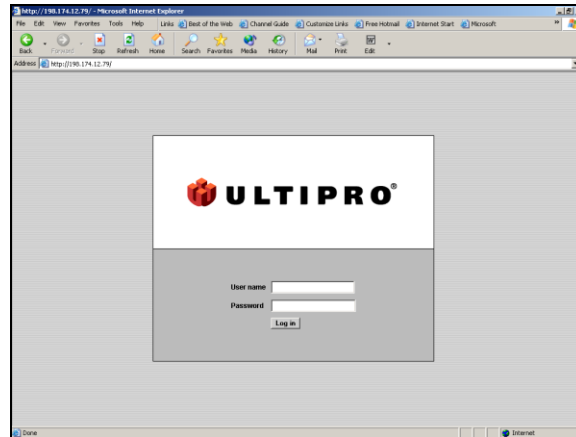 http://198.174.12.79/ - Microsoft Internet Explorer
File Edit View Favorites Tools Help Links Best of the Web Channel Guide Customize Links Free Hotmail Internet Start Microsoft »
Back Forward Stop Refresh Home Search Favorites Media History Mail Print Edit
Address http://198.174.12.79/
ULTIPRO®
User name
Password
Log in
Done Internet